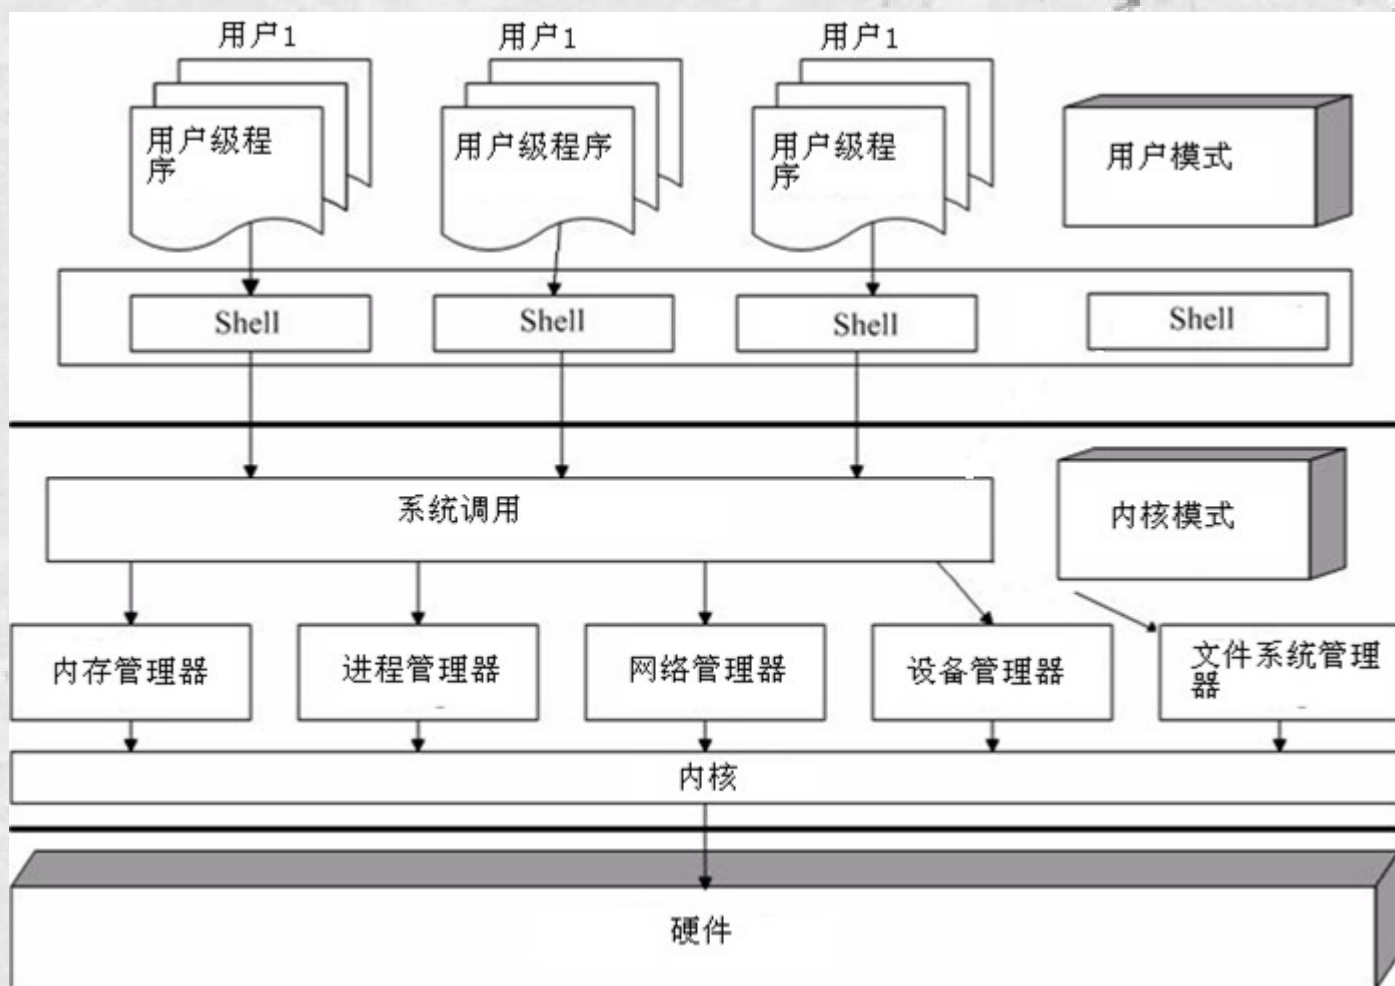 用户1
用户1
用户1
用户级程
序
用户级程序
用户级程
序
用户模式
Shell
Shell
Shell
Shell
系统调用
内核模式
内存管理器
进程管理器
网络管理器
设备管理器
文件系统管理
器
内核
硬件